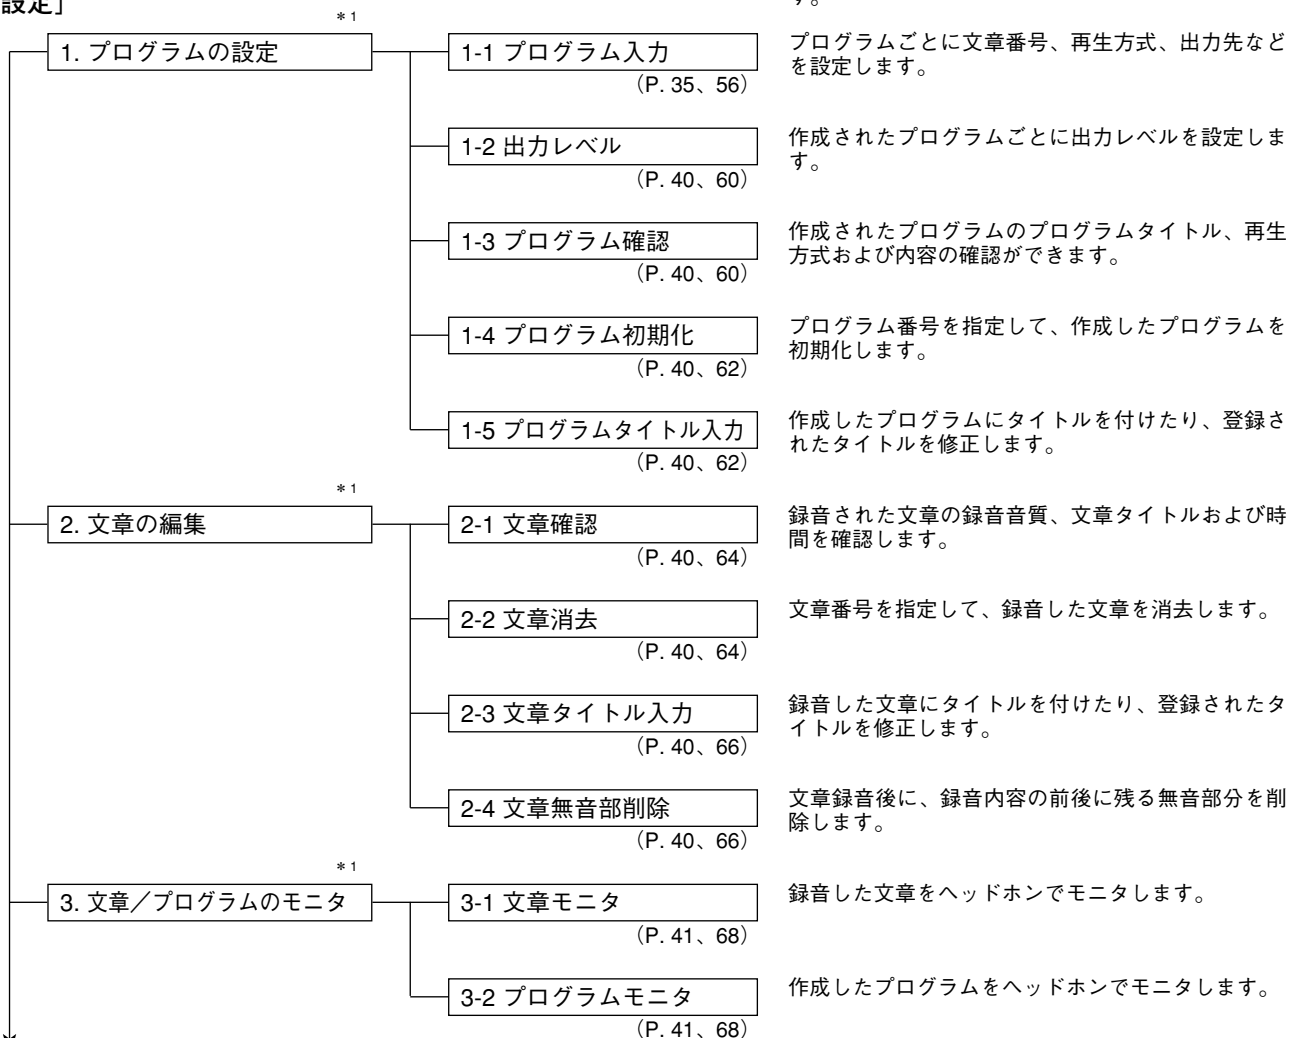 設定」
す。
＊1
1. プログラムの設定
1-1 プログラム入力
（P. 35、56）
プログラムごとに文章番号、再生方式、出力先など
を設定します。
1-2 出力レベル
（P. 40、60）
作成されたプログラムごとに出力レベルを設定しま
す。
1-3 プログラム確認
（P. 40、60）
作成されたプログラムのプログラムタイトル、再生
方式および内容の確認ができます。
1-4 プログラム初期化
（P. 40、62）
プログラム番号を指定して、作成したプログラムを
初期化します。
1-5 プログラムタイトル入力
（P. 40、62）
作成したプログラムにタイトルを付けたり、登録さ
れたタイトルを修正します。
＊1
2. 文章の編集
2-1 文章確認
（P. 40、64）
録音された文章の録音音質、文章タイトルおよび時
間を確認します。
2-2 文章消去
（P. 40、64）
文章番号を指定して、録音した文章を消去します。
2-3 文章タイトル入力
（P. 40、66）
録音した文章にタイトルを付けたり、登録されたタ
イトルを修正します。
2-4 文章無音部削除
（P. 40、66）
文章録音後に、録音内容の前後に残る無音部分を削
除します。
＊1
3. 文章／プログラムのモニタ
3-1 文章モニタ
（P. 41、68）
録音した文章をヘッドホンでモニタします。
3-2 プログラムモニタ
（P. 41、68）
作成したプログラムをヘッドホンでモニタします。